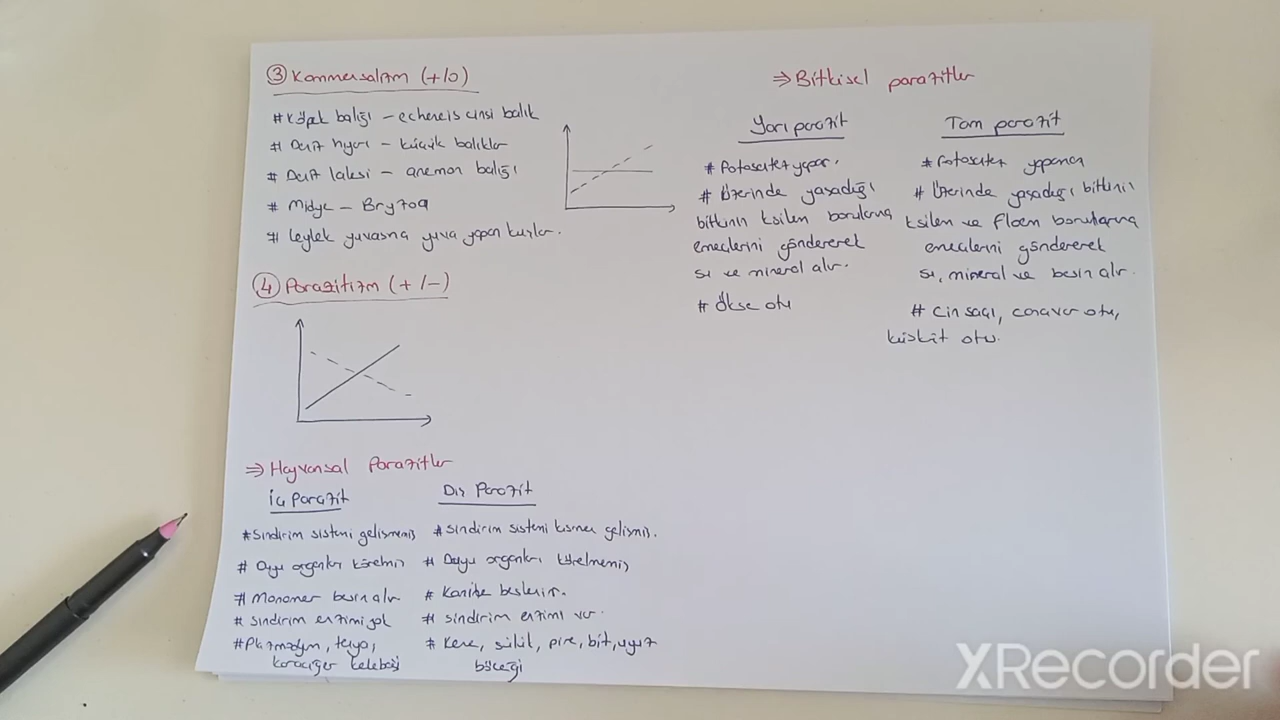 ③ Kommensalizm (+/0)
# Köpek balığı – echeneis cinsi balık
# Deniz hıyarı – küçük balıklar
# Deniz lalesi – anemon balığı
# Midye – Bryzoa
# leylek yuvasına yuva yapan kuşlar.
④ Parazitizm (+/–)
⇒ Hayvansal Parazitler
İç Parazit
# Sindirim sistemi gelişmemiş
# Duyu organları körelmiş
# Monomer besin alır
# sindirim enzimi yok
# Plazmodyum, tenya,
karaciğer kelebeği
Dış Parazit
# sindirim sistemi kısmen gelişmiş.
# Duyu organları körelmemiş
# Kan ile beslenir.
# sindirim enzimi var.
# Kene, sülük, pire, bit, uyuz
böceği
⇒ Bitkisel parazitler
Yarı parazit
# Fotosentez yapar.
# Üzerinde yaşadığı
bitkinin ksilem borularına
emeçlerini göndererek
su ve mineral alır.
# Ökse otu
Tam parazit
# Fotosentez yapamaz
# Üzerinde yaşadığı bitkinin
ksilem ve floem borularına
emeçlerini göndererek
su, mineral ve besin alır.
# Cin saçı, canavar otu,
küsküt otu.
XRecorder